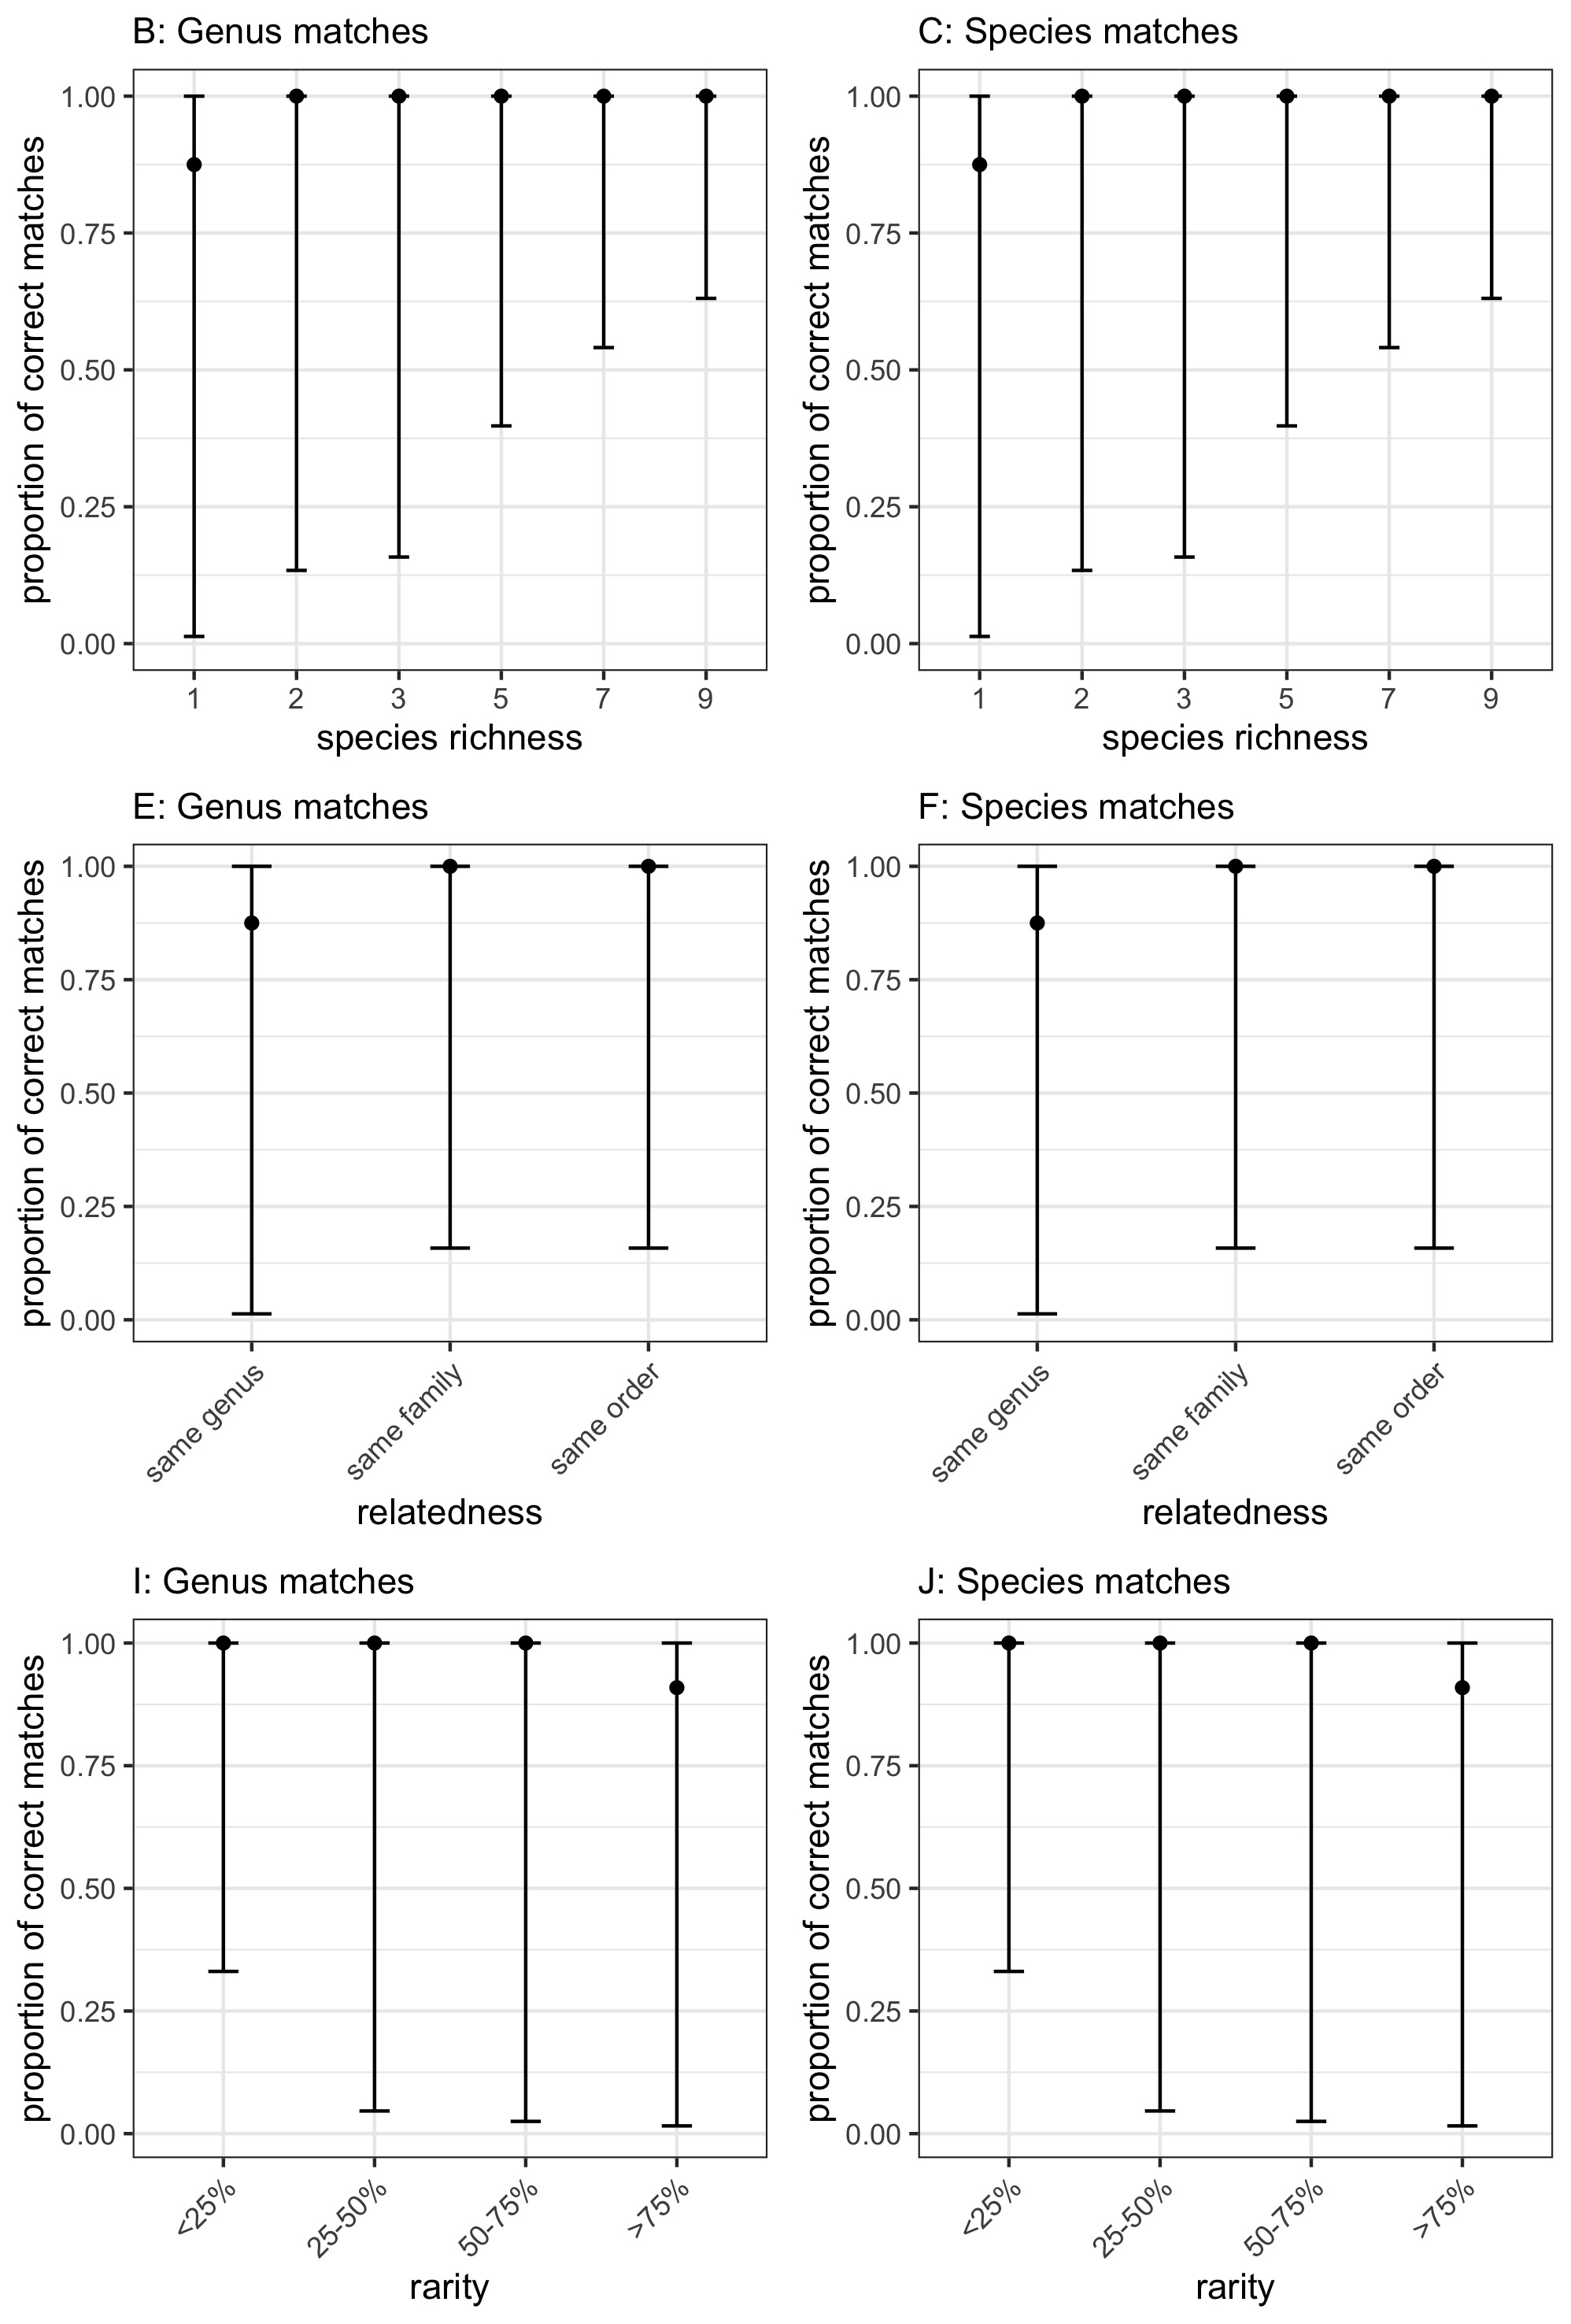 B: Genus matches
proportion of correct matches
1.00
0.75
0.50
0.25
0.00
1 2 3 5 7 9
species richness
C: Species matches
proportion of correct matches
1.00
0.75
0.50
0.25
0.00
1 2 3 5 7 9
species richness
E: Genus matches
proportion of correct matches
1.00
0.75
0.50
0.25
0.00
same genus
same family
same order
relatedness
F: Species matches
proportion of correct matches
1.00
0.75
0.50
0.25
0.00
same genus
same family
same order
relatedness
I: Genus matches
proportion of correct matches
1.00
0.75
0.50
0.25
0.00
<25%
25-50%
50-75%
>75%
rarity
J: Species matches
proportion of correct matches
1.00
0.75
0.50
0.25
0.00
<25%
25-50%
50-75%
>75%
rarity